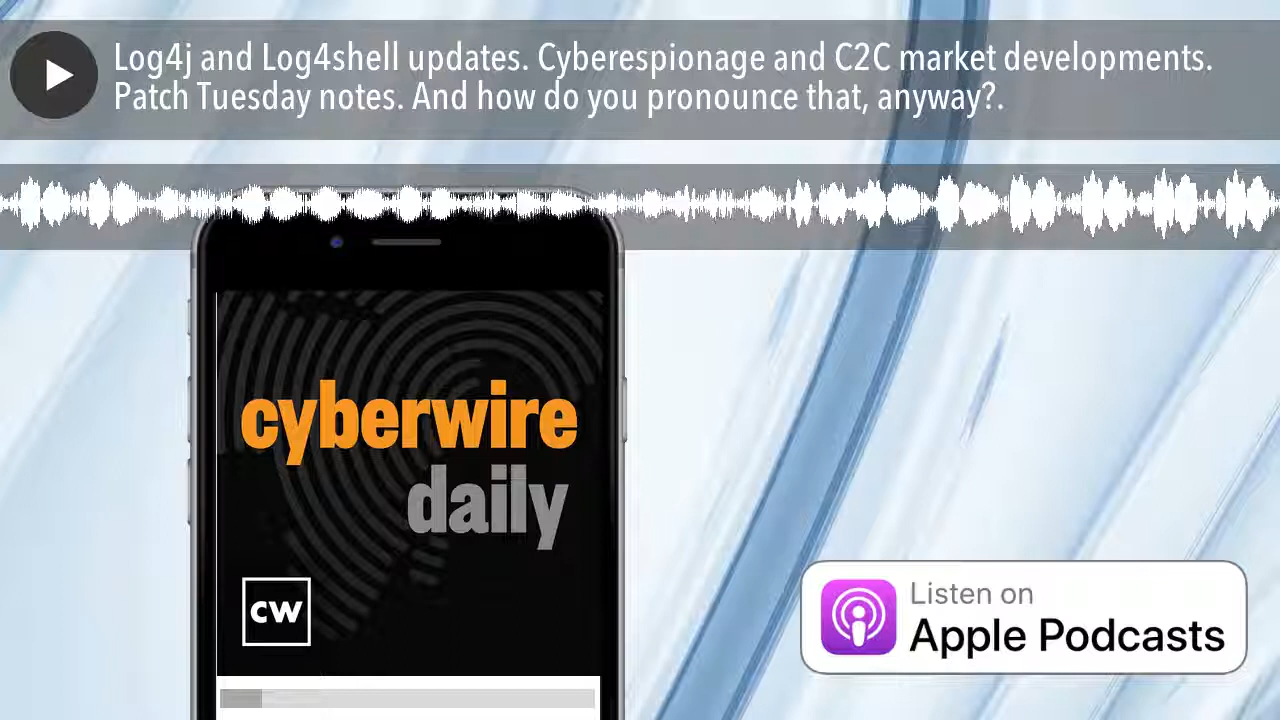 Log4j and Log4shell updates. Cyberespionage and C2C market developments.
Patch Tuesday notes. And how do you pronounce that, anyway?.
cyberwire
daily
CW
Listen on
Apple Podcasts